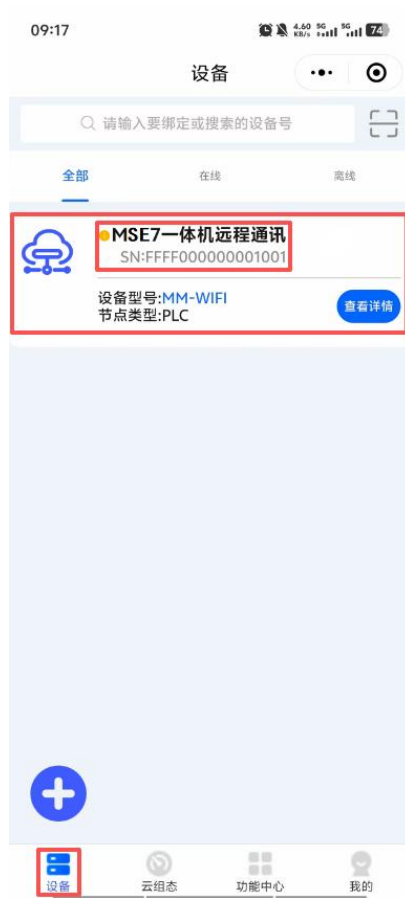 09:17
4.60 KB/s 5G 5G 74
设备
请输入要绑定或搜索的设备号
全部 在线 离线
MSE7一体机远程通讯
SN:FFFF000000001001
设备型号:MM-WIFI
节点类型:PLC
查看详情
设备 云组态 功能中心 我的